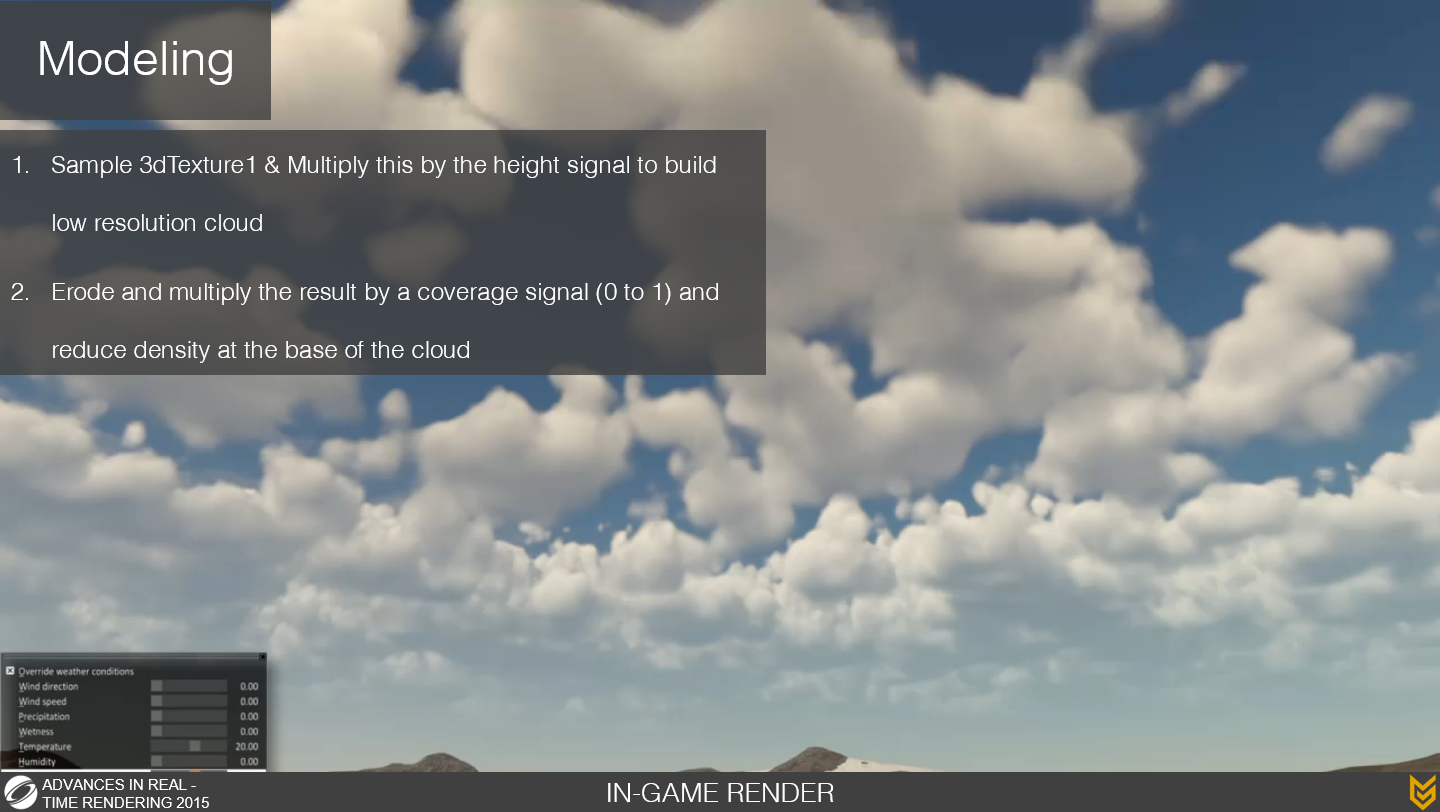 Modeling
1. Sample 3dTexture1 & Multiply this by the height signal to build
low resolution cloud
2. Erode and multiply the result by a coverage signal (0 to 1) and
reduce density at the base of the cloud
Override weather conditions
Wind direction 0.00
Wind speed 0.00
Precipitation 0.00
Wetness 0.00
Temperature 20.00
Humidity 0.00
ADVANCES IN REAL -
TIME RENDERING 2015
IN-GAME RENDER